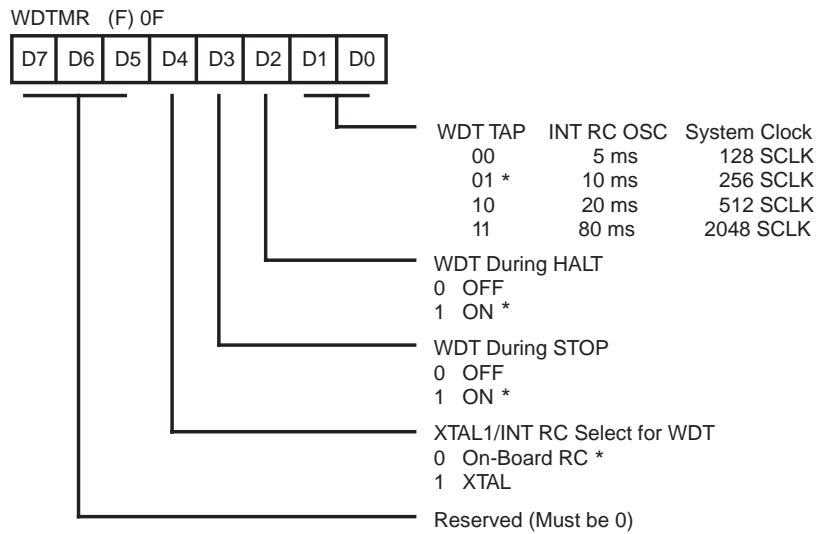 WDTMR (F) 0F
D7 D6 D5 D4 D3 D2 D1 D0
WDT TAP INT RC OSC System Clock
00 5 ms 128 SCLK
01 * 10 ms 256 SCLK
10 20 ms 512 SCLK
11 80 ms 2048 SCLK
WDT During HALT
0 OFF
1 ON *
WDT During STOP
0 OFF
1 ON *
XTAL1/INT RC Select for WDT
0 On-Board RC *
1 XTAL
Reserved (Must be 0)